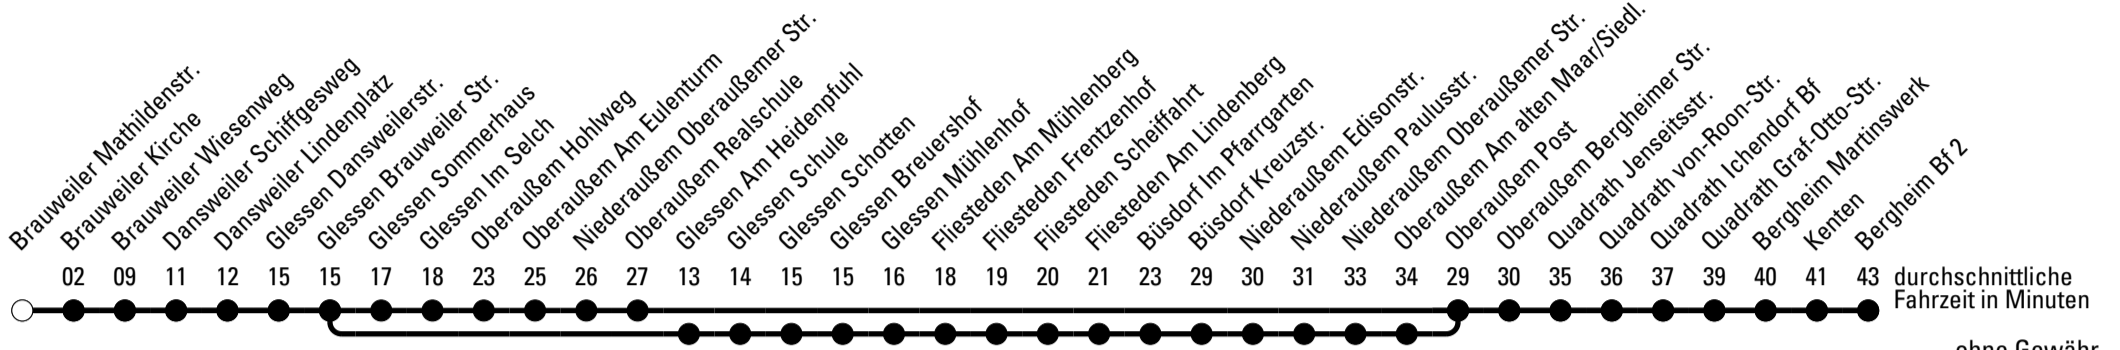 Brauweiler Mathildenstr.
Brauweiler Kirche
Brauweiler Wiesenweg
Dansweiler Schiffgesweg
Dansweiler Lindenplatz
Glessen Dansweilerstr.
Glessen Brauweiler Str.
Glessen Sommerhaus
Glessen Im Selch
Oberaußem Hohlweg
Oberaußem Am Eulenturm
Niederaußem Oberaußemer Str.
Oberaußem Realschule
Glessen Am Heidenpfuhl
Glessen Schule
Glessen Schotten
Glessen Breuershof
Glessen Mühlenhof
Fliesteden Am Mühlenberg
Fliesteden Frentzenhof
Fliesteden Scheiffahrt
Fliesteden Am Lindenberg
Büsdorf Im Pfarrgarten
Büsdorf Kreuzstr.
Niederaußem Edisonstr.
Niederaußem Paulusstr.
Niederaußem Oberaußemer Str.
Oberaußem Am alten Maar/Siedl.
Oberaußem Post
Oberaußem Bergheimer Str.
Quadrath Jenseitsstr.
Quadrath von-Roon-Str.
Quadrath Ichendorf Bf
Quadrath Graf-Otto-Str.
Bergheim Martinswerk
Kenten
Bergheim Bf 2
02 09 11 12 15 15 17 18 23 25 26 27 13 14 15 15 16 18 19 20 21 23 29 30 31 33 34 29 30 35 36 37 39 40 41 43 durchschnittliche
Fahrzeit in Minuten
ohne Gewähr